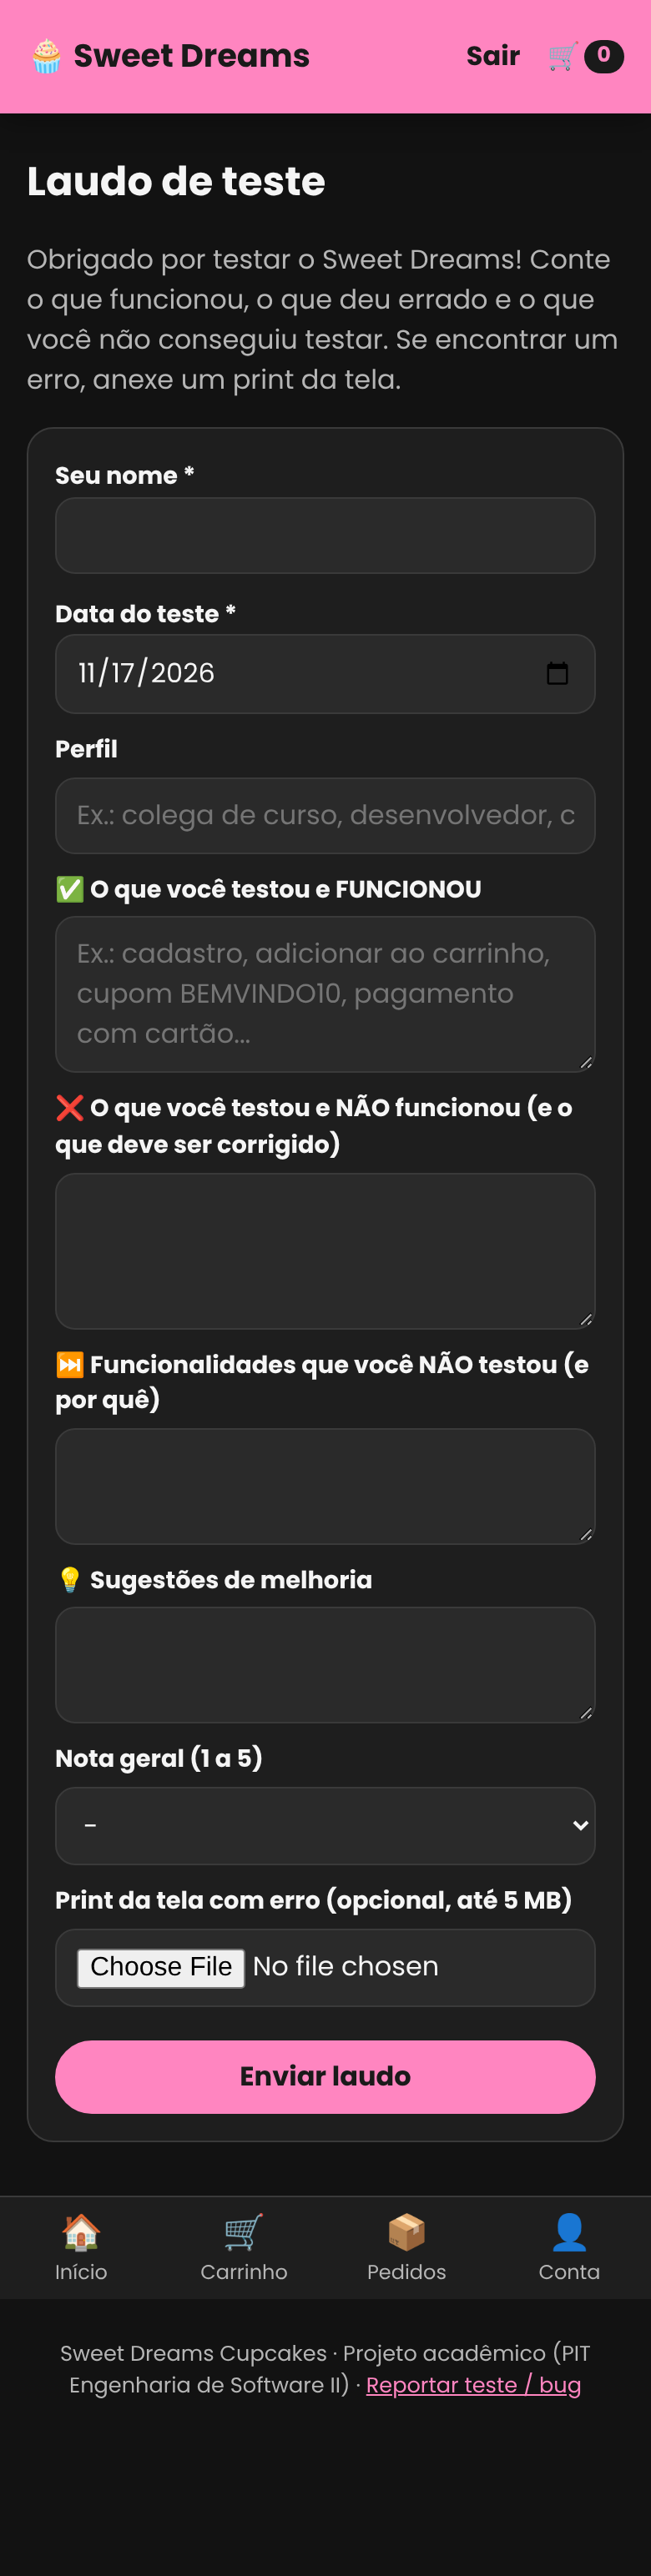 🧁 Sweet Dreams
Sair 🛒 0
Laudo de teste
Obrigado por testar o Sweet Dreams! Conte
o que funcionou, o que deu errado e o que
você não conseguiu testar. Se encontrar um
erro, anexe um print da tela.
Seu nome *
Data do teste *
11/17/2026
Perfil
Ex.: colega de curso, desenvolvedor, c
✅ O que você testou e FUNCIONOU
Ex.: cadastro, adicionar ao carrinho,
cupom BEMVINDO10, pagamento
com cartão...
❌ O que você testou e NÃO funcionou (e o
que deve ser corrigido)
⏭️ Funcionalidades que você NÃO testou (e
por quê)
💡 Sugestões de melhoria
Nota geral (1 a 5)
–
Print da tela com erro (opcional, até 5 MB)
Choose File No file chosen
Enviar laudo
Início
Carrinho
Pedidos
Conta
Sweet Dreams Cupcakes · Projeto acadêmico (PIT
Engenharia de Software II) · Reportar teste / bug